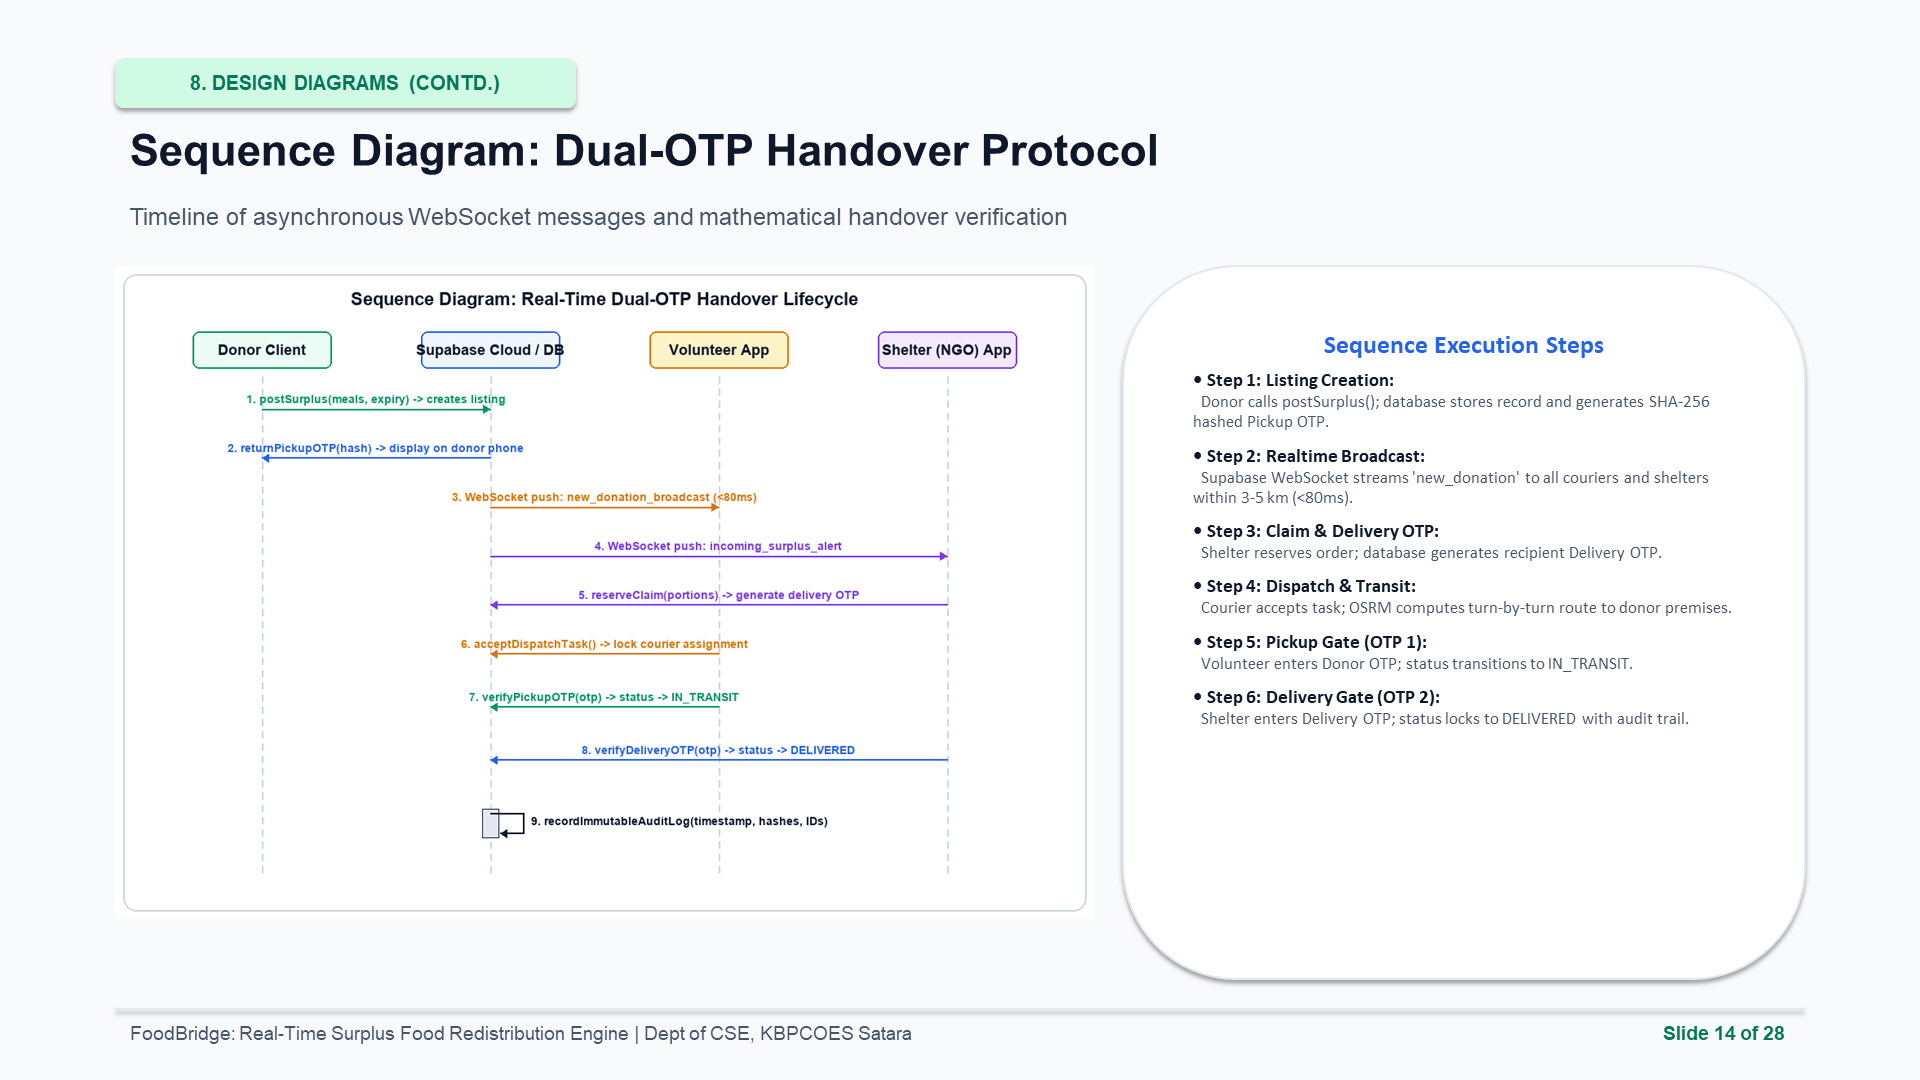 8. DESIGN DIAGRAMS (CONTD.)
Sequence Diagram: Dual-OTP Handover Protocol
Timeline of asynchronous WebSocket messages and mathematical handover verification
Sequence Diagram: Real-Time Dual-OTP Handover Lifecycle
Donor Client
Supabase Cloud / DB
Volunteer App
Shelter (NGO) App
1. postSurplus(meals, expiry) -> creates listing
2. returnPickupOTP(hash) -> display on donor phone
3. WebSocket push: new_donation_broadcast (<80ms)
4. WebSocket push: incoming_surplus_alert
5. reserveClaim(portions) -> generate delivery OTP
6. acceptDispatchTask() -> lock courier assignment
7. verifyPickupOTP(otp) -> status -> IN_TRANSIT
8. verifyDeliveryOTP(otp) -> status -> DELIVERED
9. recordImmutableAuditLog(timestamp, hashes, IDs)
Sequence Execution Steps
• Step 1: Listing Creation:
Donor calls postSurplus(); database stores record and generates SHA-256
hashed Pickup OTP.
• Step 2: Realtime Broadcast:
Supabase WebSocket streams 'new_donation' to all couriers and shelters
within 3-5 km (<80ms).
• Step 3: Claim & Delivery OTP:
Shelter reserves order; database generates recipient Delivery OTP.
• Step 4: Dispatch & Transit:
Courier accepts task; OSRM computes turn-by-turn route to donor premises.
• Step 5: Pickup Gate (OTP 1):
Volunteer enters Donor OTP; status transitions to IN_TRANSIT.
• Step 6: Delivery Gate (OTP 2):
Shelter enters Delivery OTP; status locks to DELIVERED with audit trail.
FoodBridge: Real-Time Surplus Food Redistribution Engine | Dept of CSE, KBPCOES Satara
Slide 14 of 28